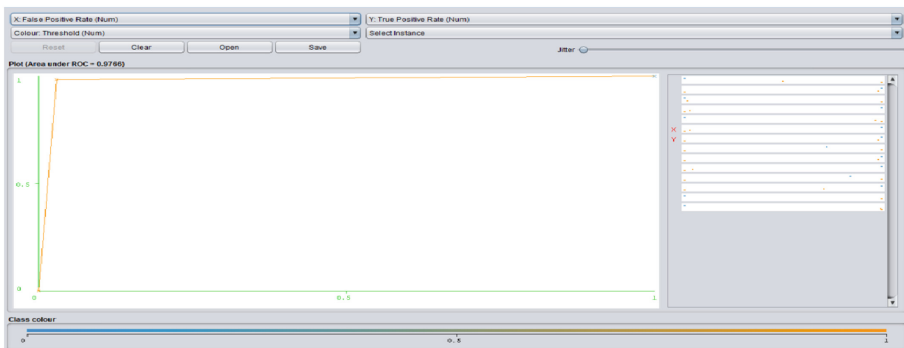 X: False Positive Rate (Num)
Y: True Positive Rate (Num)
Colour: Threshold (Num)
Select Instance
Reset
Clear
Open
Save
Jitter
Plot (Area under ROC = 0.9766)
1
0.5
0
0
0.5
1
X
Y
Class colour
0
0.5
1